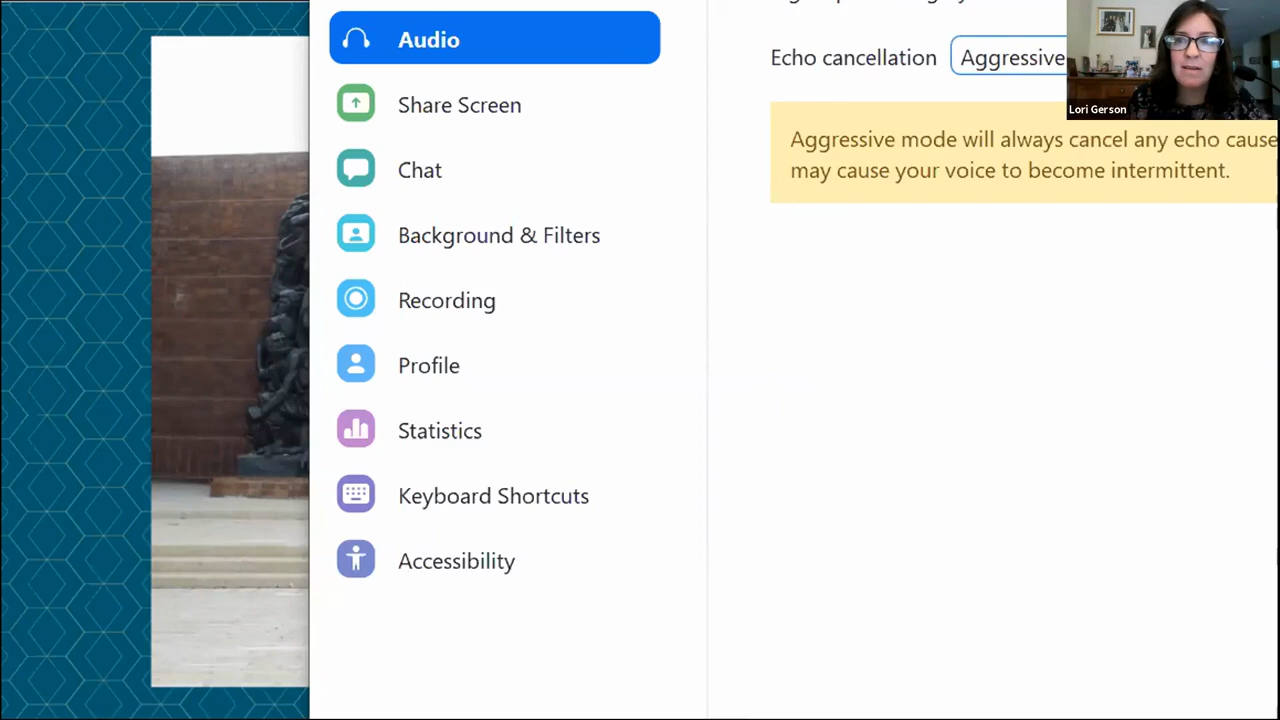 Audio
Share Screen
Chat
Background & Filters
Recording
Profile
Statistics
Keyboard Shortcuts
Accessibility
Echo cancellation
Aggressive
Aggressive mode will always cancel any echo cause
may cause your voice to become intermittent.
Lori Gerson